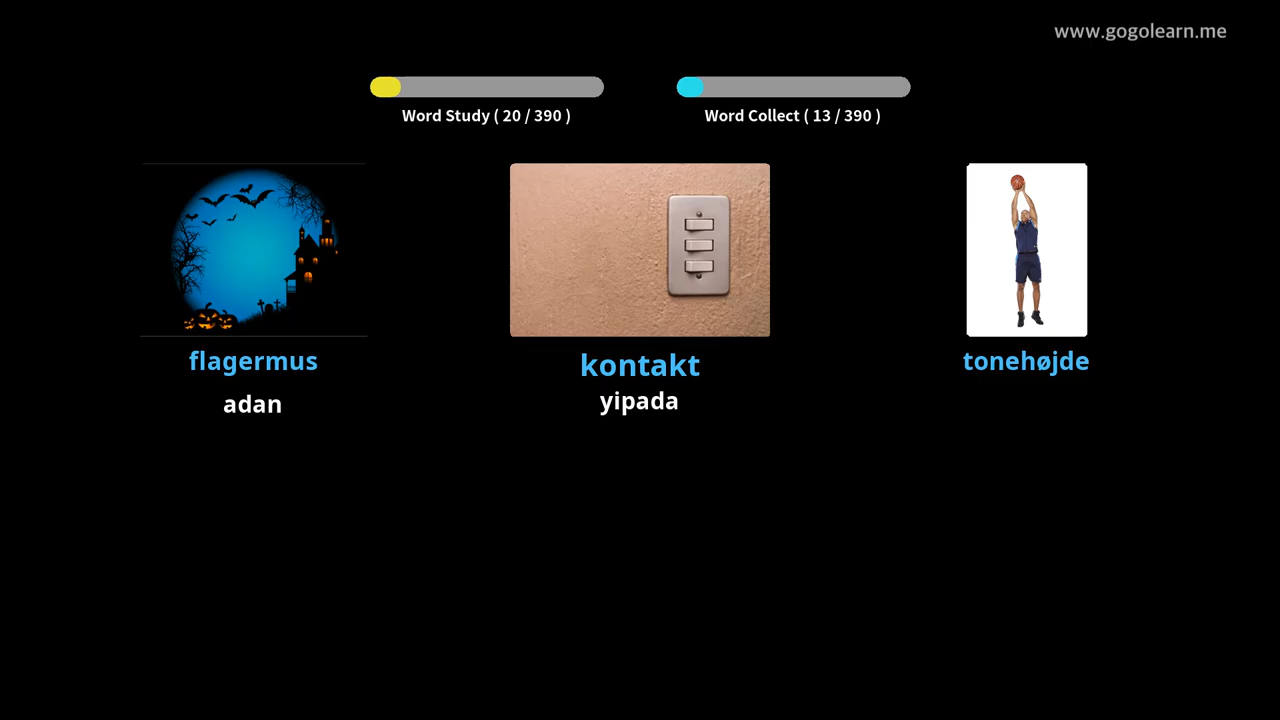 www.gogolearn.me
Word Study ( 20 / 390 )
Word Collect ( 13 / 390 )
flagermus
kontakt
tonehøjde
adan
yipada